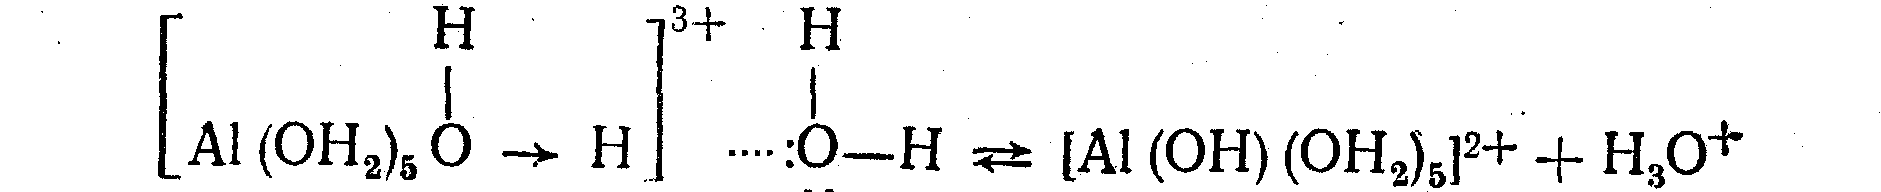 H ]³⁺ H
[Al(OH₂)₅O → H ····:O—H ⇄ [Al(OH)(OH₂)₅]²⁺ + H₃O⁺